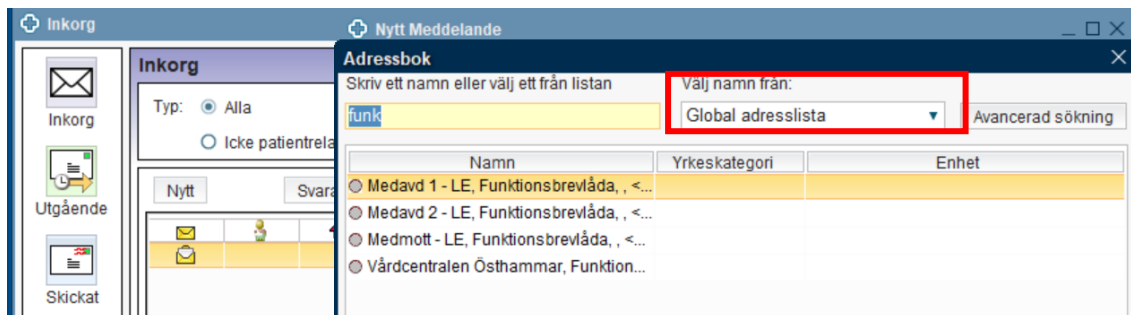 Inkorg
Nytt Meddelande
Inkorg
Inkorg
Typ: Alla
Icke patientrela
Nytt Svara
Utgående
Skickat
Adressbok
Skriv ett namn eller välj ett från listan Välj namn från:
funk Global adresslista Avancerad sökning
Namn Yrkeskategori Enhet
Medavd 1 - LE, Funktionsbrevlåda, , <...
Medavd 2 - LE, Funktionsbrevlåda, , <...
Medmott - LE, Funktionsbrevlåda, , <...
Vårdcentralen Östhammar, Funktion...